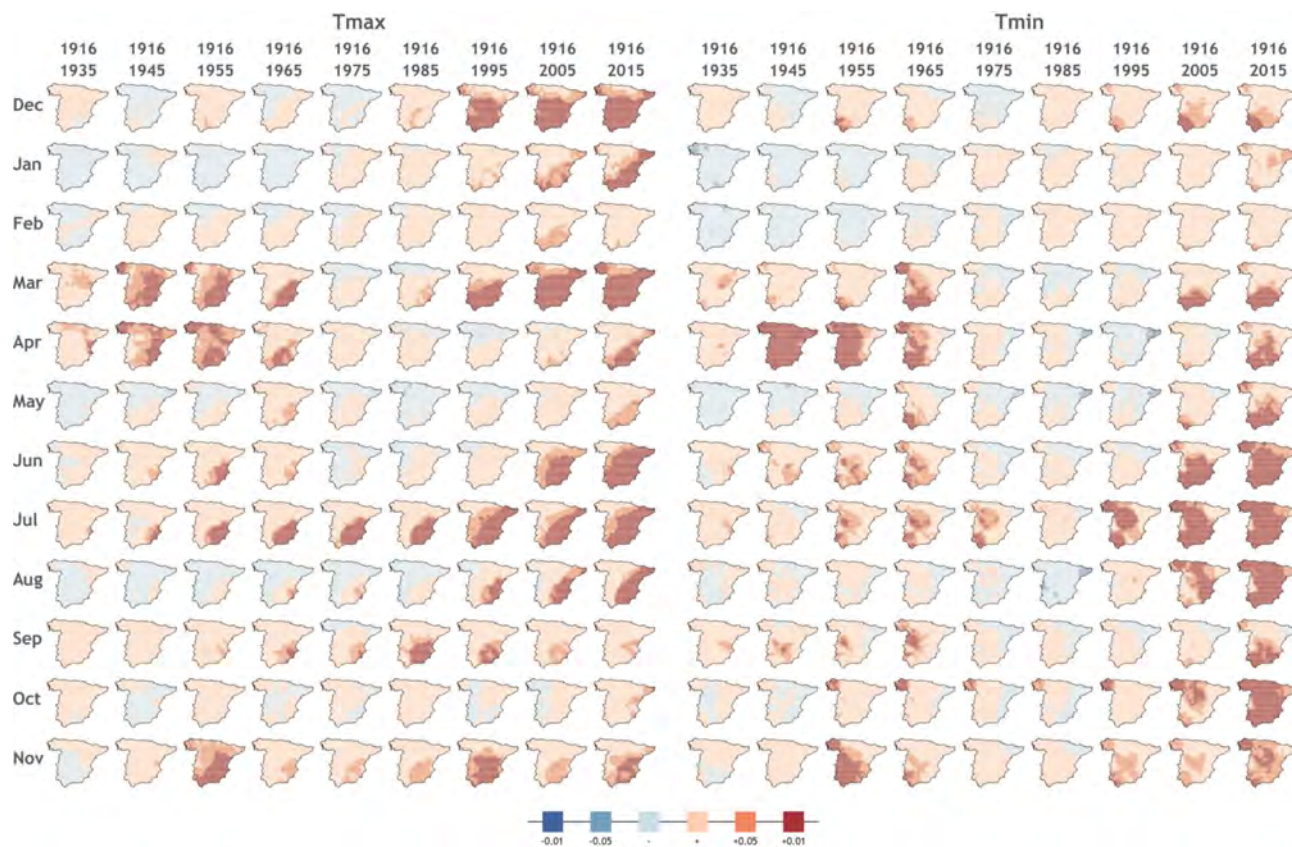 Tmax Tmin
1916 1916 1916 1916 1916 1916 1916 1916 1916 1916 1916 1916 1916 1916 1916 1916 1916 1916
1935 1945 1955 1965 1975 1985 1995 2005 2015 1935 1945 1955 1965 1975 1985 1995 2005 2015
Dec
Jan
Feb
Mar
Apr
May
Jun
Jul
Aug
Sep
Oct
Nov
-0.01 -0.05 - + +0.05 +0.01